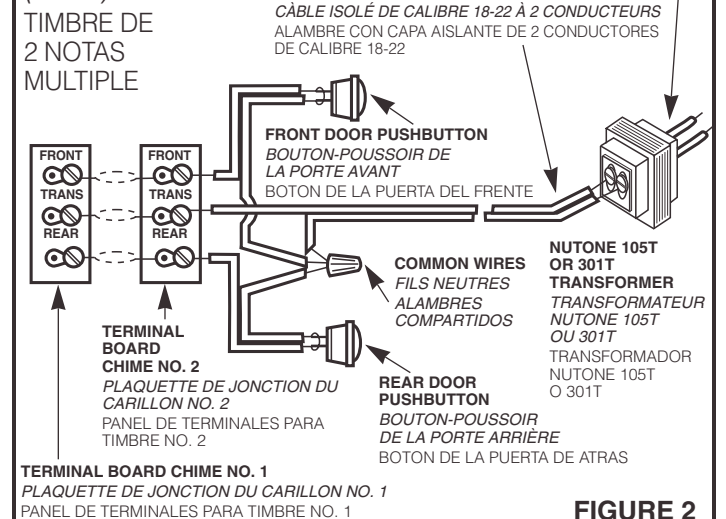 TIMBRE DE
2 NOTAS
MULTIPLE
CÀBLE ISOLÉ DE CALIBRE 18-22 À 2 CONDUCTEURS
ALAMBRE CON CAPA AISLANTE DE 2 CONDUCTORES
DE CALIBRE 18-22
FRONT
TRANS
REAR
FRONT
TRANS
REAR
FRONT DOOR PUSHBUTTON
BOUTON-POUSSOIR DE
LA PORTE AVANT
BOTON DE LA PUERTA DEL FRENTE
COMMON WIRES
FILS NEUTRES
ALAMBRES
COMPARTIDOS
NUTONE 105T
OR 301T
TRANSFORMER
TRANSFORMATEUR
NUTONE 105T
OU 301T
TRANSFORMADOR
NUTONE 105T
O 301T
TERMINAL
BOARD
CHIME NO. 2
PLAQUETTE DE JONCTION DU
CARILLON NO. 2
PANEL DE TERMINALES PARA
TIMBRE NO. 2
REAR DOOR
PUSHBUTTON
BOUTON-POUSSOIR
DE LA PORTE ARRIÈRE
BOTON DE LA PUERTA DE ATRAS
TERMINAL BOARD CHIME NO. 1
PLAQUETTE DE JONCTION DU CARILLON NO. 1
PANEL DE TERMINALES PARA TIMBRE NO. 1
FIGURE 2